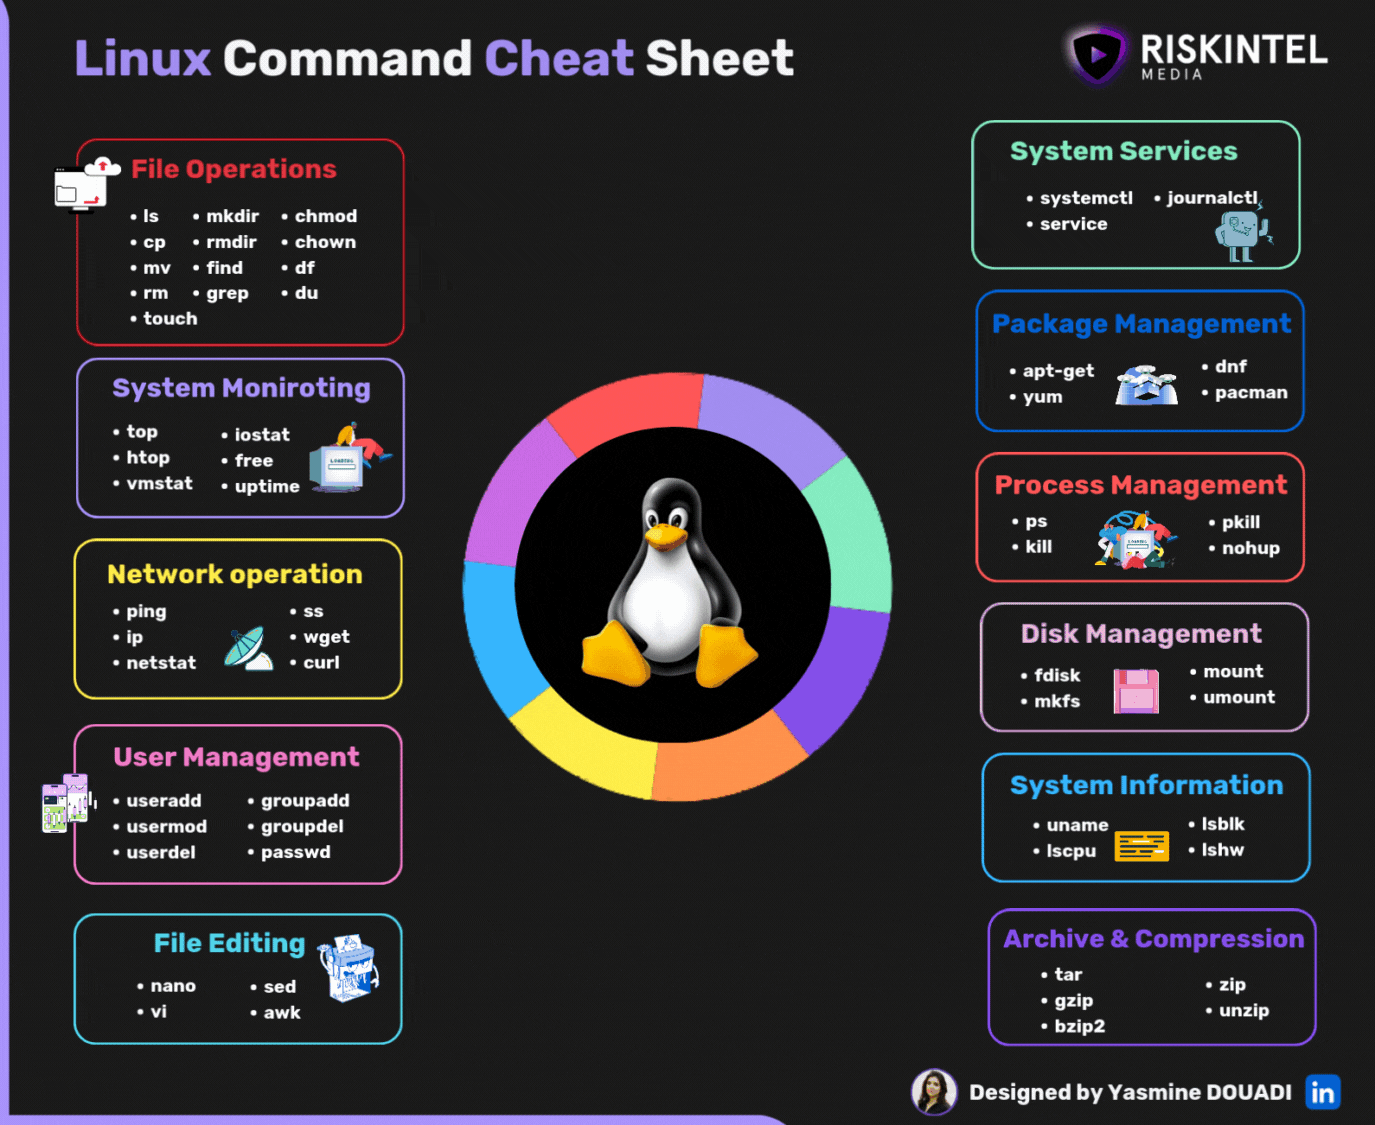 Linux Command Cheat Sheet
RISKINTEL
MEDIA
File Operations
• ls • mkdir • chmod
• cp • rmdir • chown
• mv • find • df
• rm • grep • du
• touch
System Moniroting
• top • iostat
• htop • free
• vmstat • uptime
Network operation
• ping • ss
• ip • wget
• netstat • curl
User Management
• useradd • groupadd
• usermod • groupdel
• userdel • passwd
File Editing
• nano • sed
• vi • awk
System Services
• systemctl • journalctl
• service
Package Management
• apt-get • dnf
• yum • pacman
Process Management
• ps • pkill
• kill • nohup
Disk Management
• fdisk • mount
• mkfs • umount
System Information
• uname • lsblk
• lscpu • lshw
Archive & Compression
• tar • zip
• gzip • unzip
• bzip2
Designed by Yasmine DOUADI in